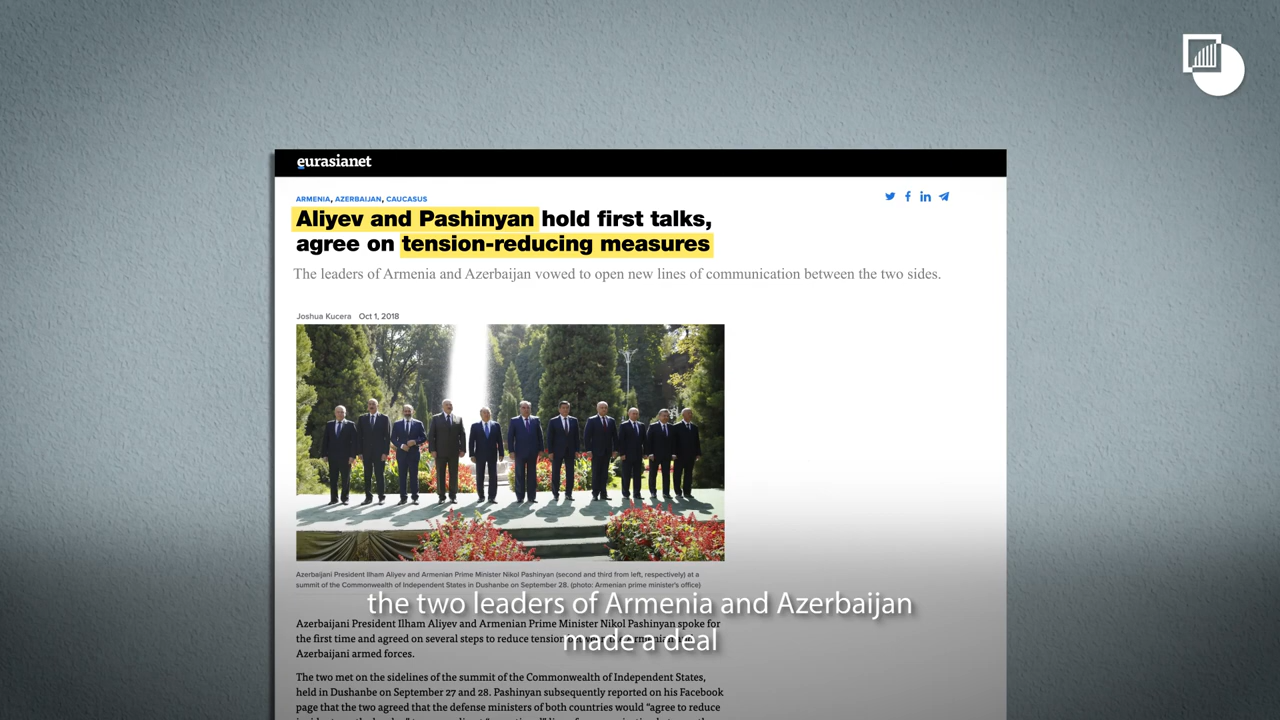 eurasianet
ARMENIA, AZERBAIJAN, CAUCASUS
Aliyev and Pashinyan hold first talks,
agree on tension-reducing measures
The leaders of Armenia and Azerbaijan vowed to open new lines of communication between the two sides.
Joshua Kucera Oct 1, 2018
Azerbaijani President Ilham Aliyev and Armenian Prime Minister Nikol Pashinyan (second and third from left, respectively) at a
summit of the Commonwealth of Independent States in Dushanbe on September 28. (photo: Armenian prime minister's office)
the two leaders of Armenia and Azerbaijan
made a deal
Azerbaijani President Ilham Aliyev and Armenian Prime Minister Nikol Pashinyan spoke for
the first time and agreed on several steps to reduce tension
Azerbaijani armed forces.
The two met on the sidelines of the summit of the Commonwealth of Independent States,
held in Dushanbe on September 27 and 28. Pashinyan subsequently reported on his Facebook
page that the two agreed that the defense ministers of both countries would “agree to reduce